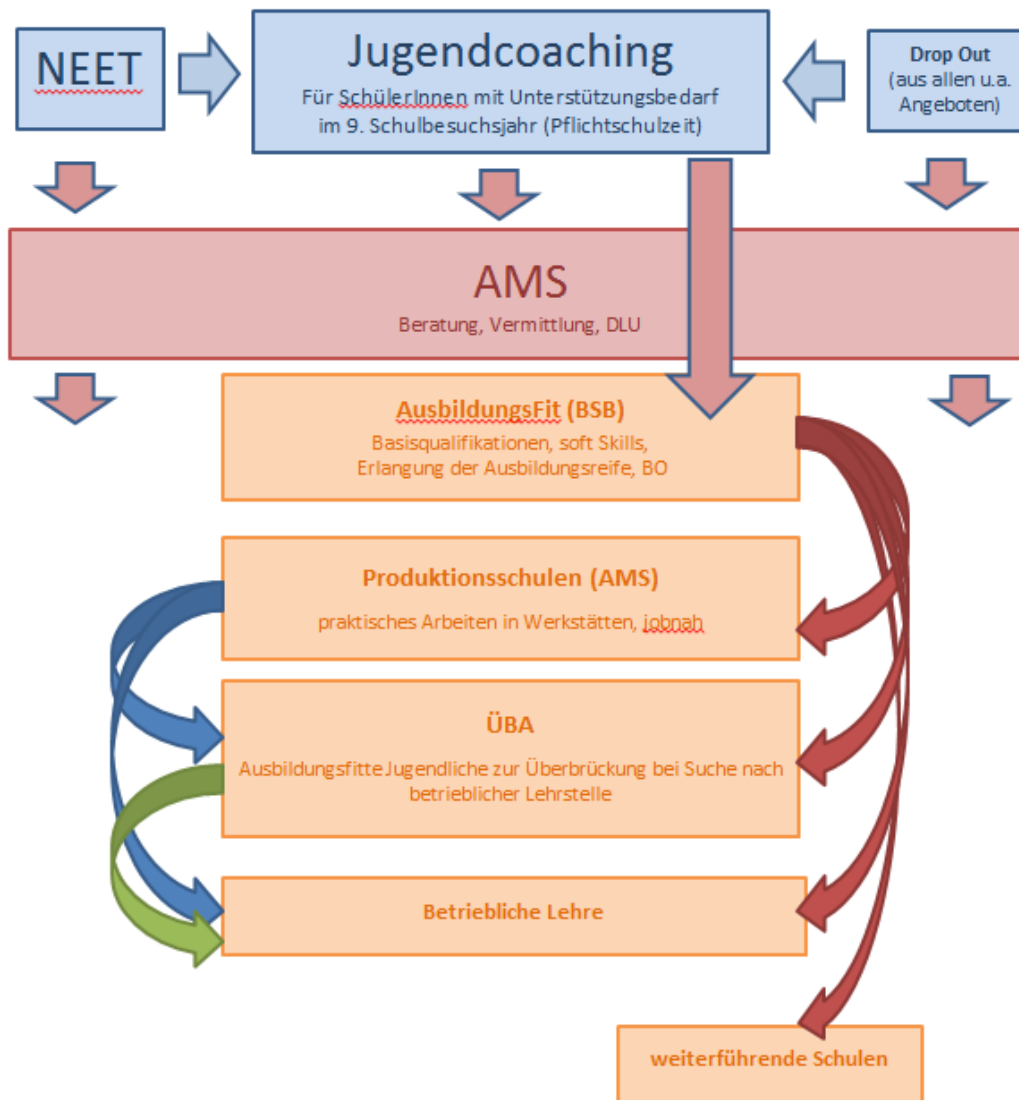 NEET
Jugendcoaching
Für SchülerInnen mit Unterstützungsbedarf
im 9. Schulbesuchsjahr (Pflichtschulzeit)
Drop Out
(aus allen u.a.
Angeboten)
AMS
Beratung, Vermittlung, DLU
AusbildungsFit (BSB)
Basisqualifikationen, soft Skills,
Erlangung der Ausbildungsreife, BO
Produktionsschulen (AMS)
praktisches Arbeiten in Werkstätten, jobnah
ÜBA
Ausbildungsfitte Jugendliche zur Überbrückung bei Suche nach
betrieblicher Lehrstelle
Betriebliche Lehre
weiterführende Schulen